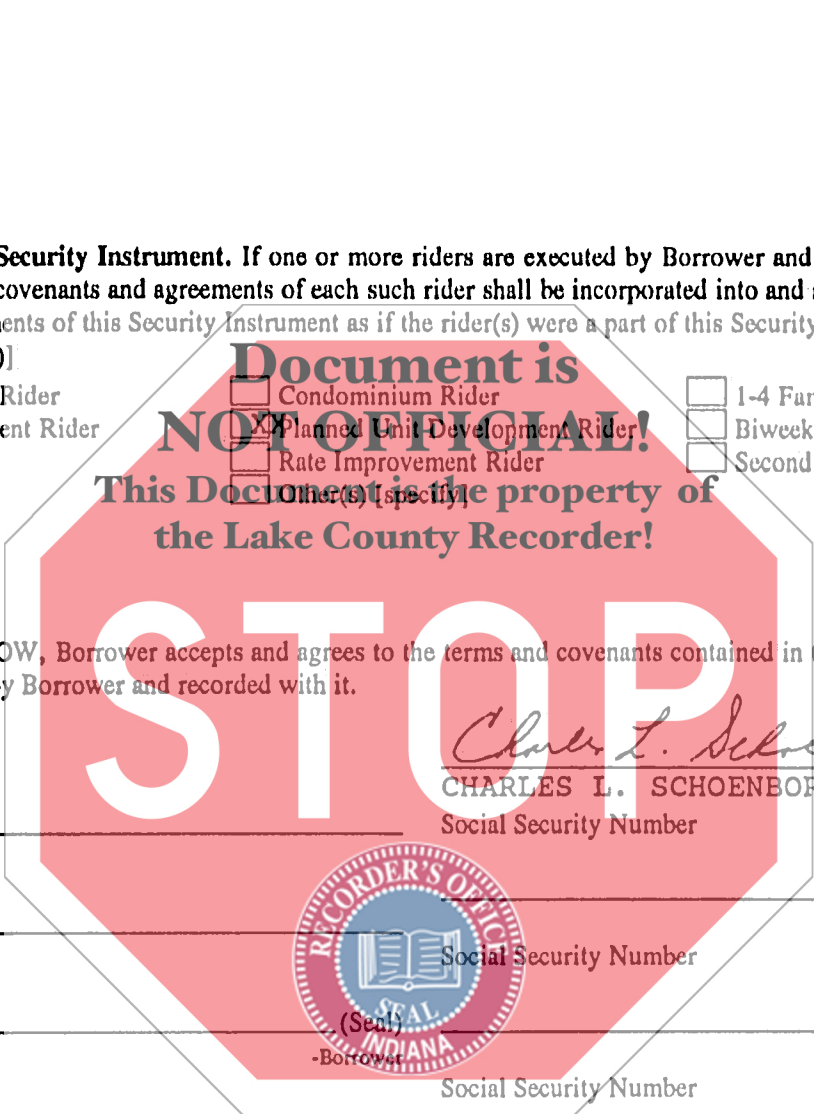 Security Instrument. If one or more riders are executed by Borrower and
covenants and agreements of each such rider shall be incorporated into and
ents of this Security Instrument as if the rider(s) were a part of this Security
)]
Document is
Rider Condominium Rider 1-4 Fam
NOT OFFICIAL!
ent Rider XX Planned Unit Development Rider Biweek
Rate Improvement Rider Second
This Document is the property of
Other(s) [specify]
the Lake County Recorder!
STOP
OW, Borrower accepts and agrees to the terms and covenants contained in
y Borrower and recorded with it.
Charles L. Schoe
CHARLES L. SCHOENBOR
Social Security Number
RECORDER'S OFFICE
Social Security Number
SEAL
(Seal)
INDIANA
-Borrower
Social Security Number